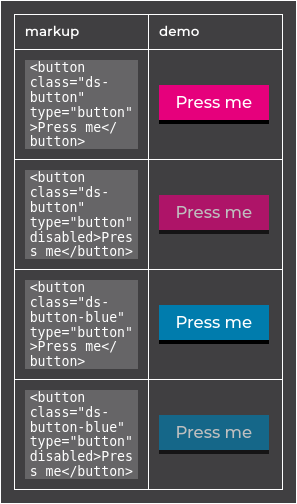 markup
demo
<button
class="ds-
button"
type="button"
>Press me</
button>
Press me
<button
class="ds-
button"
type="button"
disabled>Pres
s me</button>
Press me
<button
class="ds-
button-blue"
type="button"
>Press me</
button>
Press me
<button
class="ds-
button-blue"
type="button"
disabled>Pres
s me</button>
Press me